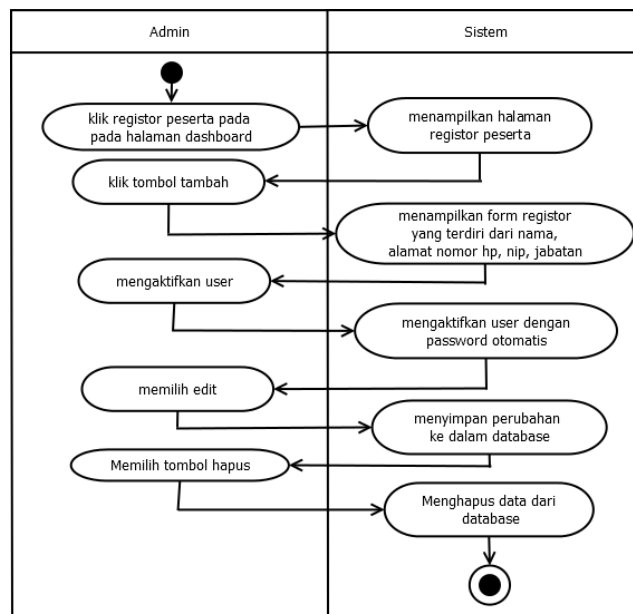 Admin
Sistem
klik registor peserta pada
pada halaman dashboard
menampilkan halaman
registor peserta
klik tombol tambah
menampilkan form registor
yang terdiri dari nama,
alamat nomor hp, nip, jabatan
mengaktifkan user
mengaktifkan user dengan
password otomatis
memilih edit
menyimpan perubahan
ke dalam database
Memilih tombol hapus
Menghapus data dari
database